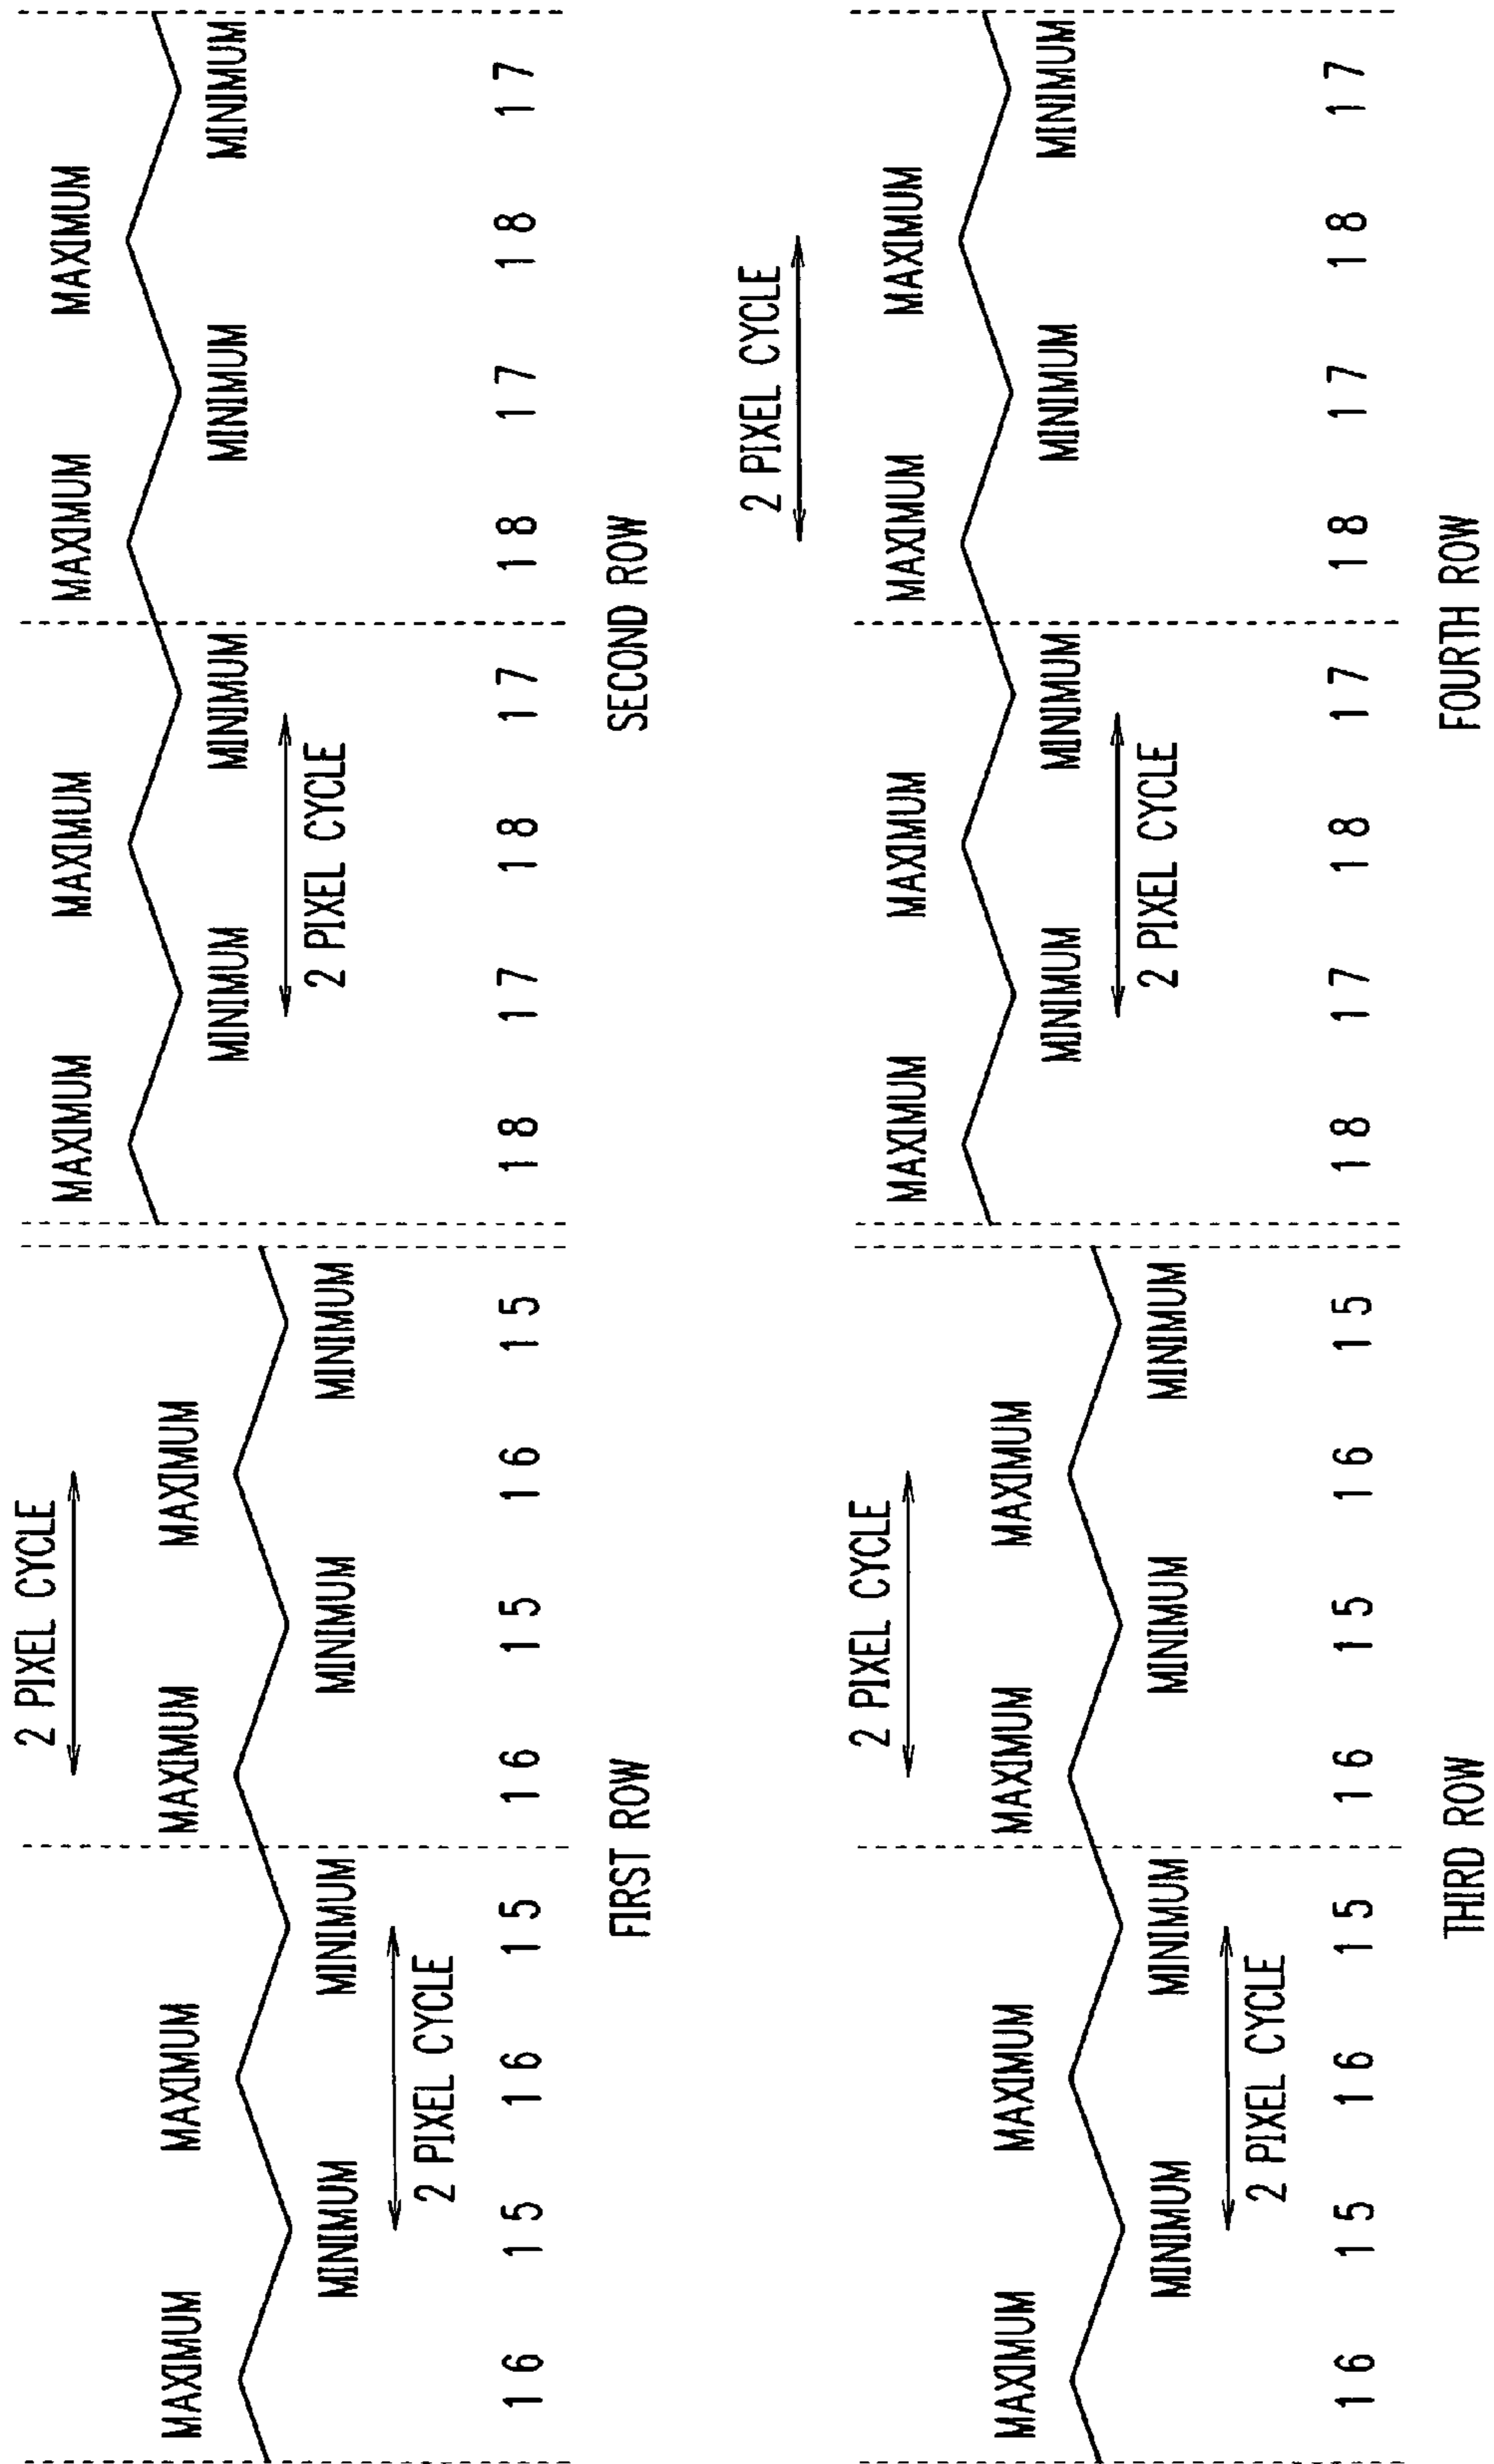 2 PIXEL CYCLE
MAXIMUM MAXIMUM MAXIMUM MAXIMUM
MINIMUM MINIMUM MINIMUM MINIMUM
2 PIXEL CYCLE
16 15 16 15 16 15 16 15
FIRST ROW
MAXIMUM MAXIMUM MAXIMUM MAXIMUM
MINIMUM MINIMUM MINIMUM MINIMUM
2 PIXEL CYCLE
18 17 18 17 18 17 18 17
SECOND ROW
2 PIXEL CYCLE
MAXIMUM MAXIMUM MAXIMUM MAXIMUM
MINIMUM MINIMUM MINIMUM MINIMUM
2 PIXEL CYCLE
16 15 16 15 16 15 16 15
THIRD ROW
2 PIXEL CYCLE
MAXIMUM MAXIMUM MAXIMUM MAXIMUM
MINIMUM MINIMUM MINIMUM MINIMUM
2 PIXEL CYCLE
18 17 18 17 18 17 18 17
FOURTH ROW